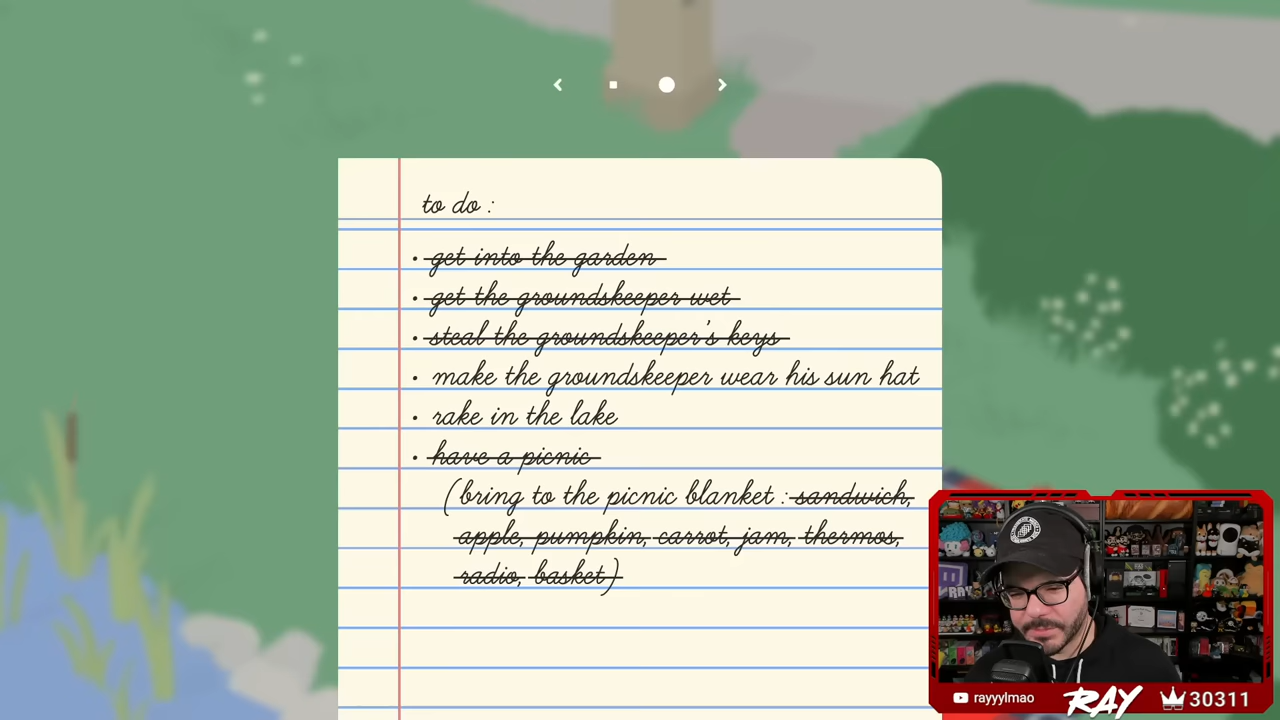 to do :
• get into the garden
• get the groundskeeper wet
• steal the groundskeeper's keys
• make the groundskeeper wear his sun hat
• rake in the lake
• have a picnic
(bring to the picnic blanket : sandwich,
apple, pumpkin, carrot, jam, thermos,
radio, basket)
rayyylmao RAY 30311